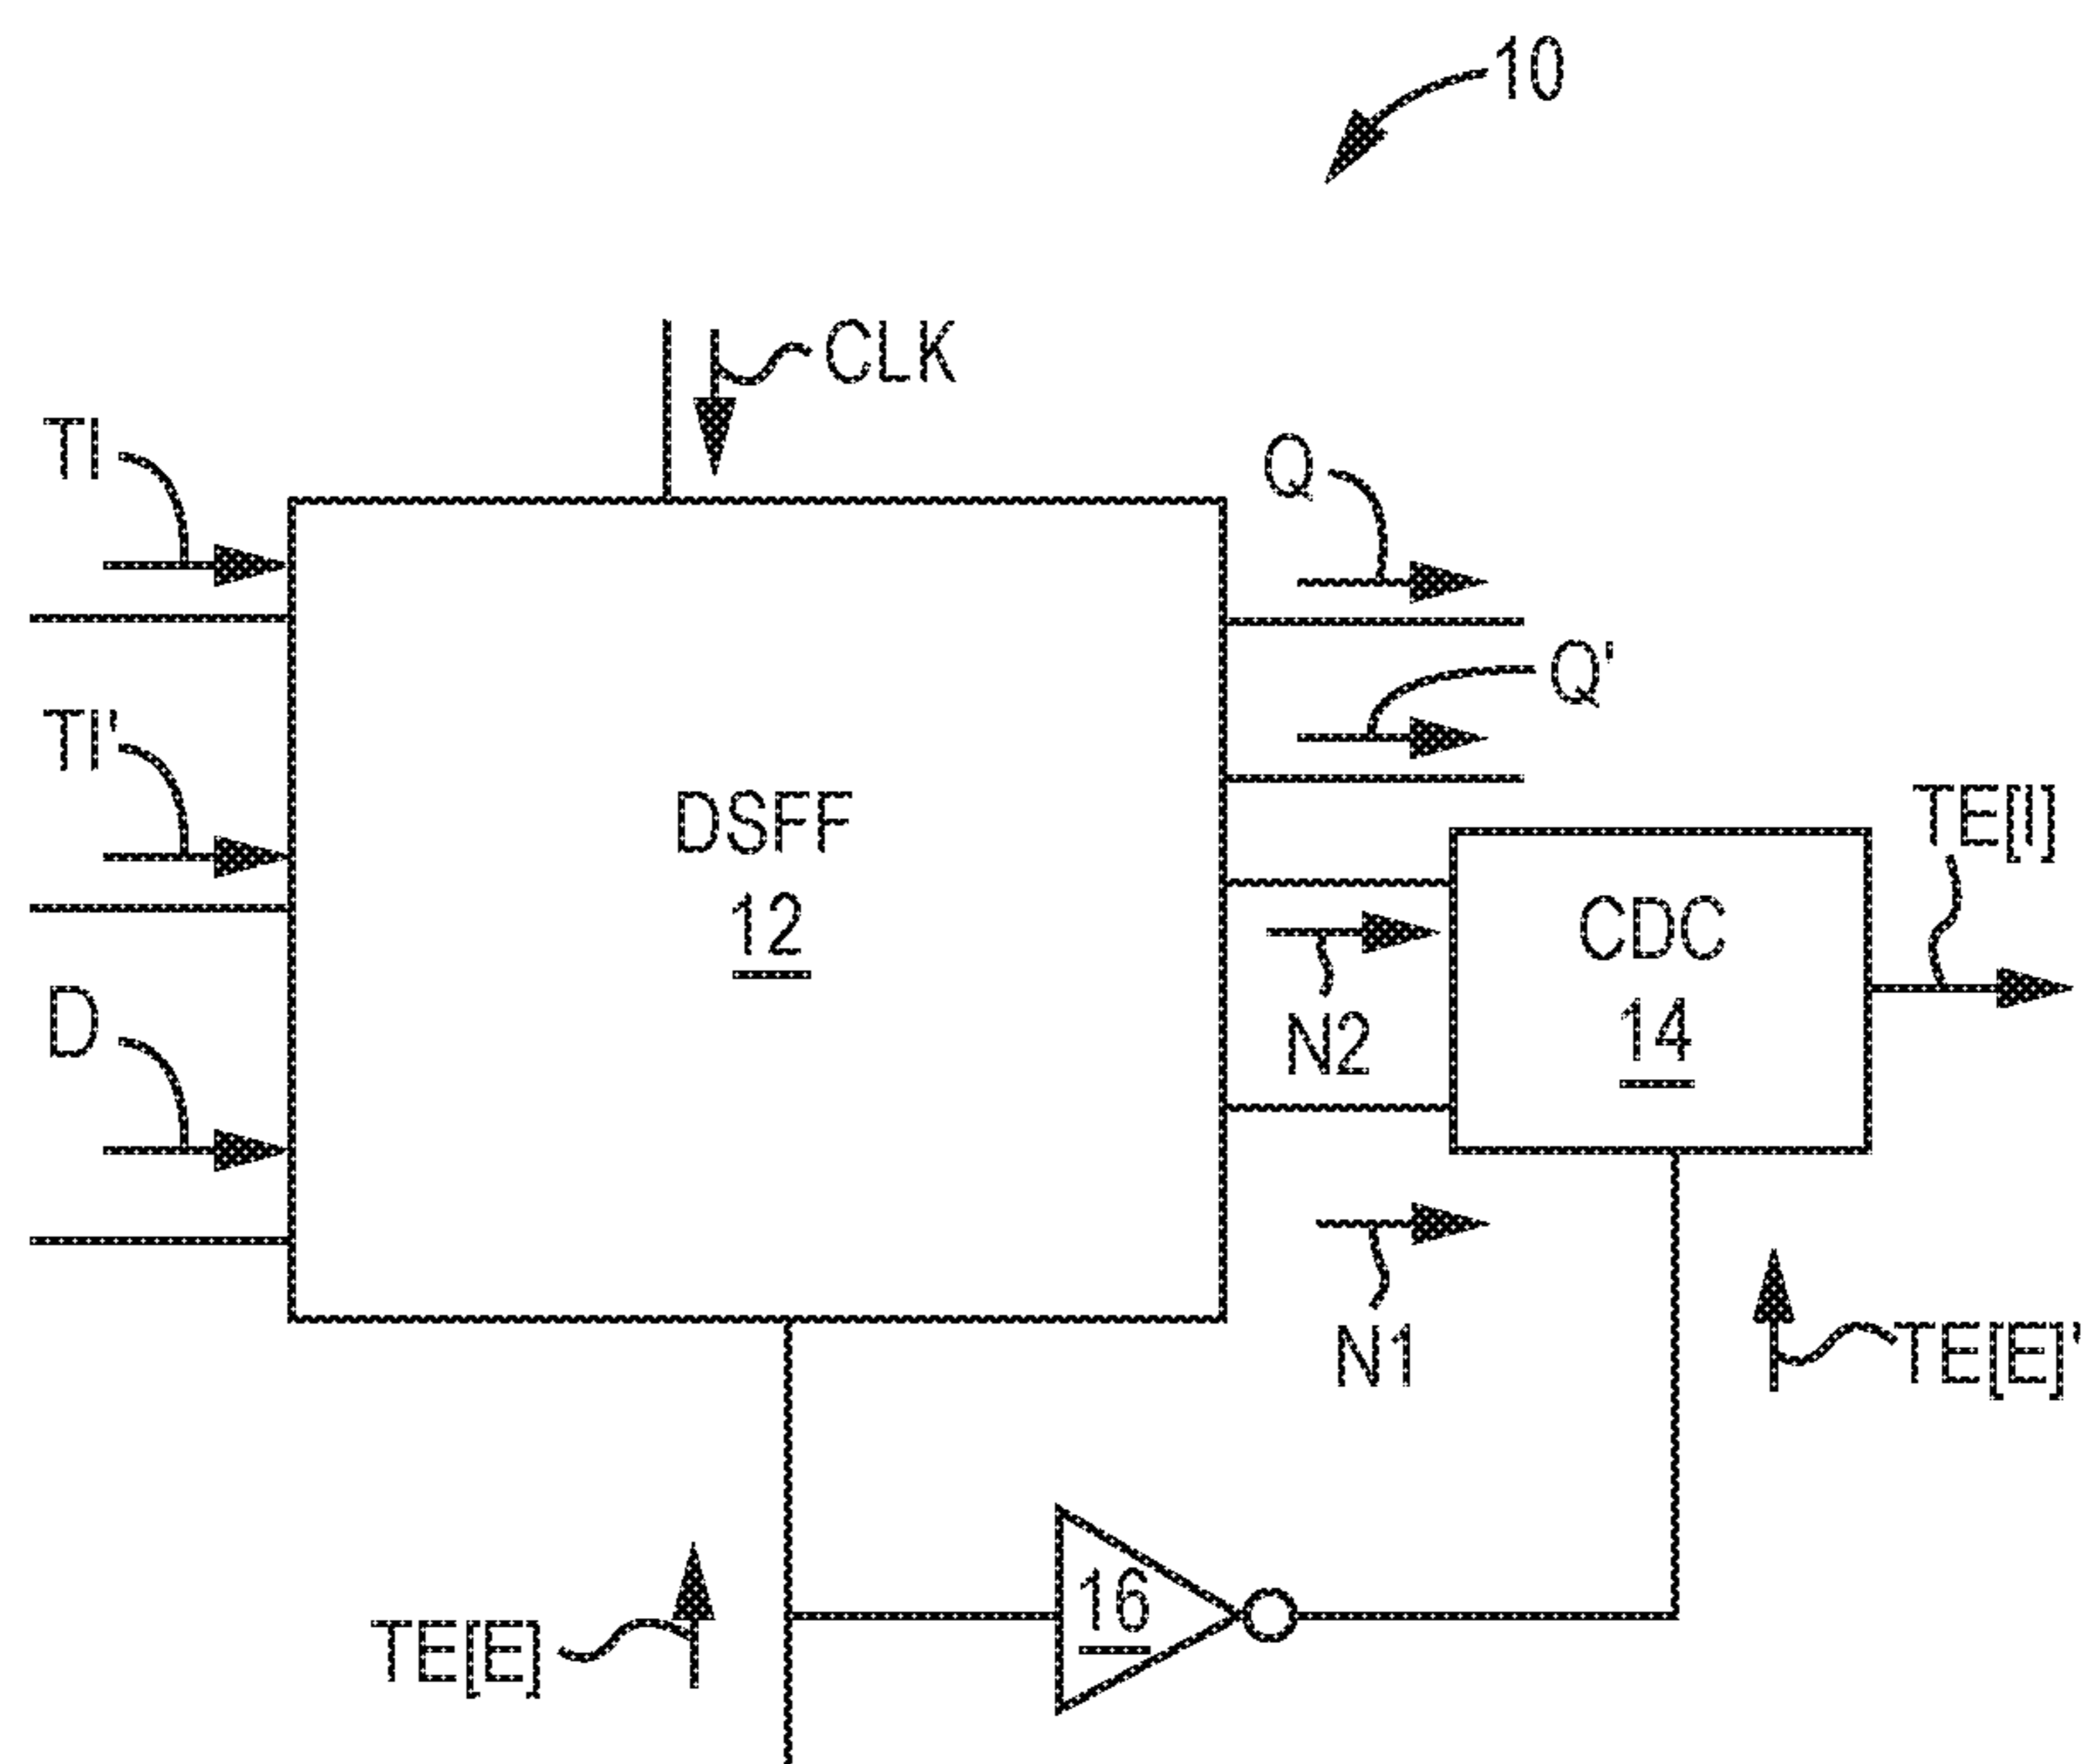 10
CLK
TI
Q
Q'
TI'
DSFF
12
TE[I]
CDC
14
D
N2
N1
TE[E]'
16
TE[E]